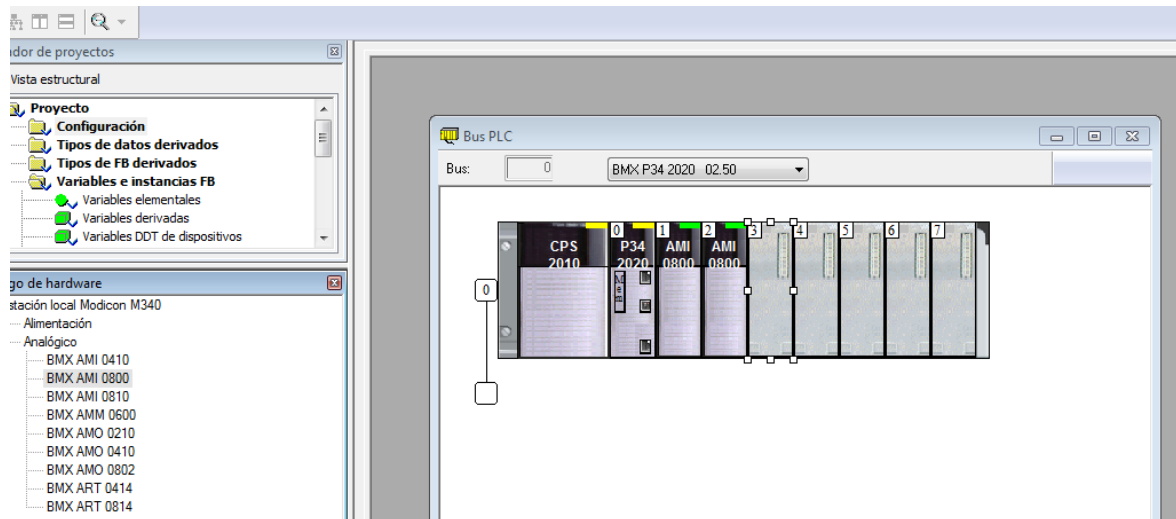 ador de proyectos
Vista estructural
Proyecto
Configuración
Tipos de datos derivados
Tipos de FB derivados
Variables e instancias FB
Variables elementales
Variables derivadas
Variables DDT de dispositivos
go de hardware
stación local Modicon M340
Alimentación
Analógico
BMX AMI 0410
BMX AMI 0800
BMX AMI 0810
BMX AMM 0600
BMX AMO 0210
BMX AMO 0410
BMX AMO 0802
BMX ART 0414
BMX ART 0814
Bus PLC
Bus: 0 BMX P34 2020 02.50
0 1 2 3 4 5 6 7
CPS P34 AMI AMI
2010 2020 0800 0800
Mem
0